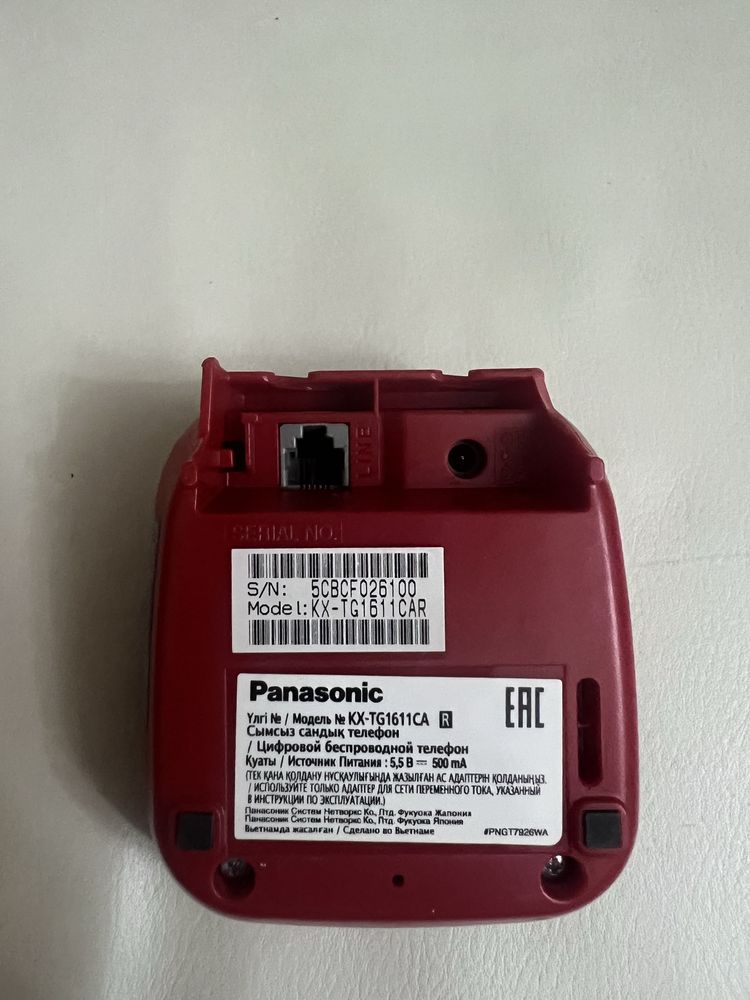 LINE
SERIAL NO.
S/N: 5CBCF026100
Model: KX-TG1611CAR
Panasonic
EAC
Үлгі № / Модель № KX-TG1611CA R
Сымсыз сандық телефон
/ Цифровой беспроводной телефон
Қуаты / Источник Питания : 5,5 В ⎓ 500 mA
(ТЕК ҚАНА ҚОЛДАНУ НҰСҚАУЛЫҒЫНДА ЖАЗЫЛҒАН АС АДАПТЕРІН ҚОЛДАНЫҢЫЗ.
/ ИСПОЛЬЗУЙТЕ ТОЛЬКО АДАПТЕР ДЛЯ СЕТИ ПЕРЕМЕННОГО ТОКА, УКАЗАННЫЙ
В ИНСТРУКЦИИ ПО ЭКСПЛУАТАЦИИ.)
Панасоник Систем Нетворкс Ко., Лтд. Фукуока Жапония
Панасоник Систем Нетворкс Ко., Лтд. Фукуока Япония
Вьетнамда жасалған / Сделано во Вьетнаме
#PNGT7926WA